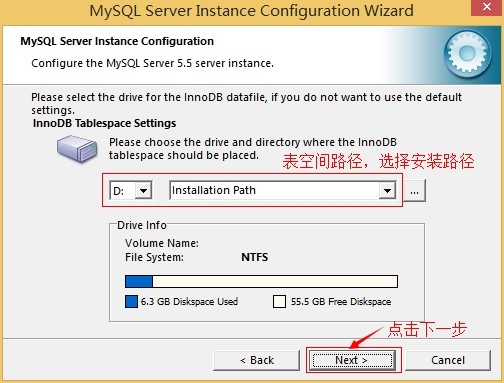 MySQL Server Instance Configuration Wizard
MySQL Server Instance Configuration
Configure the MySQL Server 5.5 server instance.
Please select the drive for the InnoDB datafile, if you do not want to use the default
settings.
InnoDB Tablespace Settings
Please choose the drive and directory where the InnoDB
tablespace should be placed.
表空间路径，选择安装路径
D: Installation Path ...
Drive Info
Volume Name:
File System: NTFS
6.3 GB Diskspace Used 55.5 GB Free Diskspace
点击下一步
< Back Next > Cancel